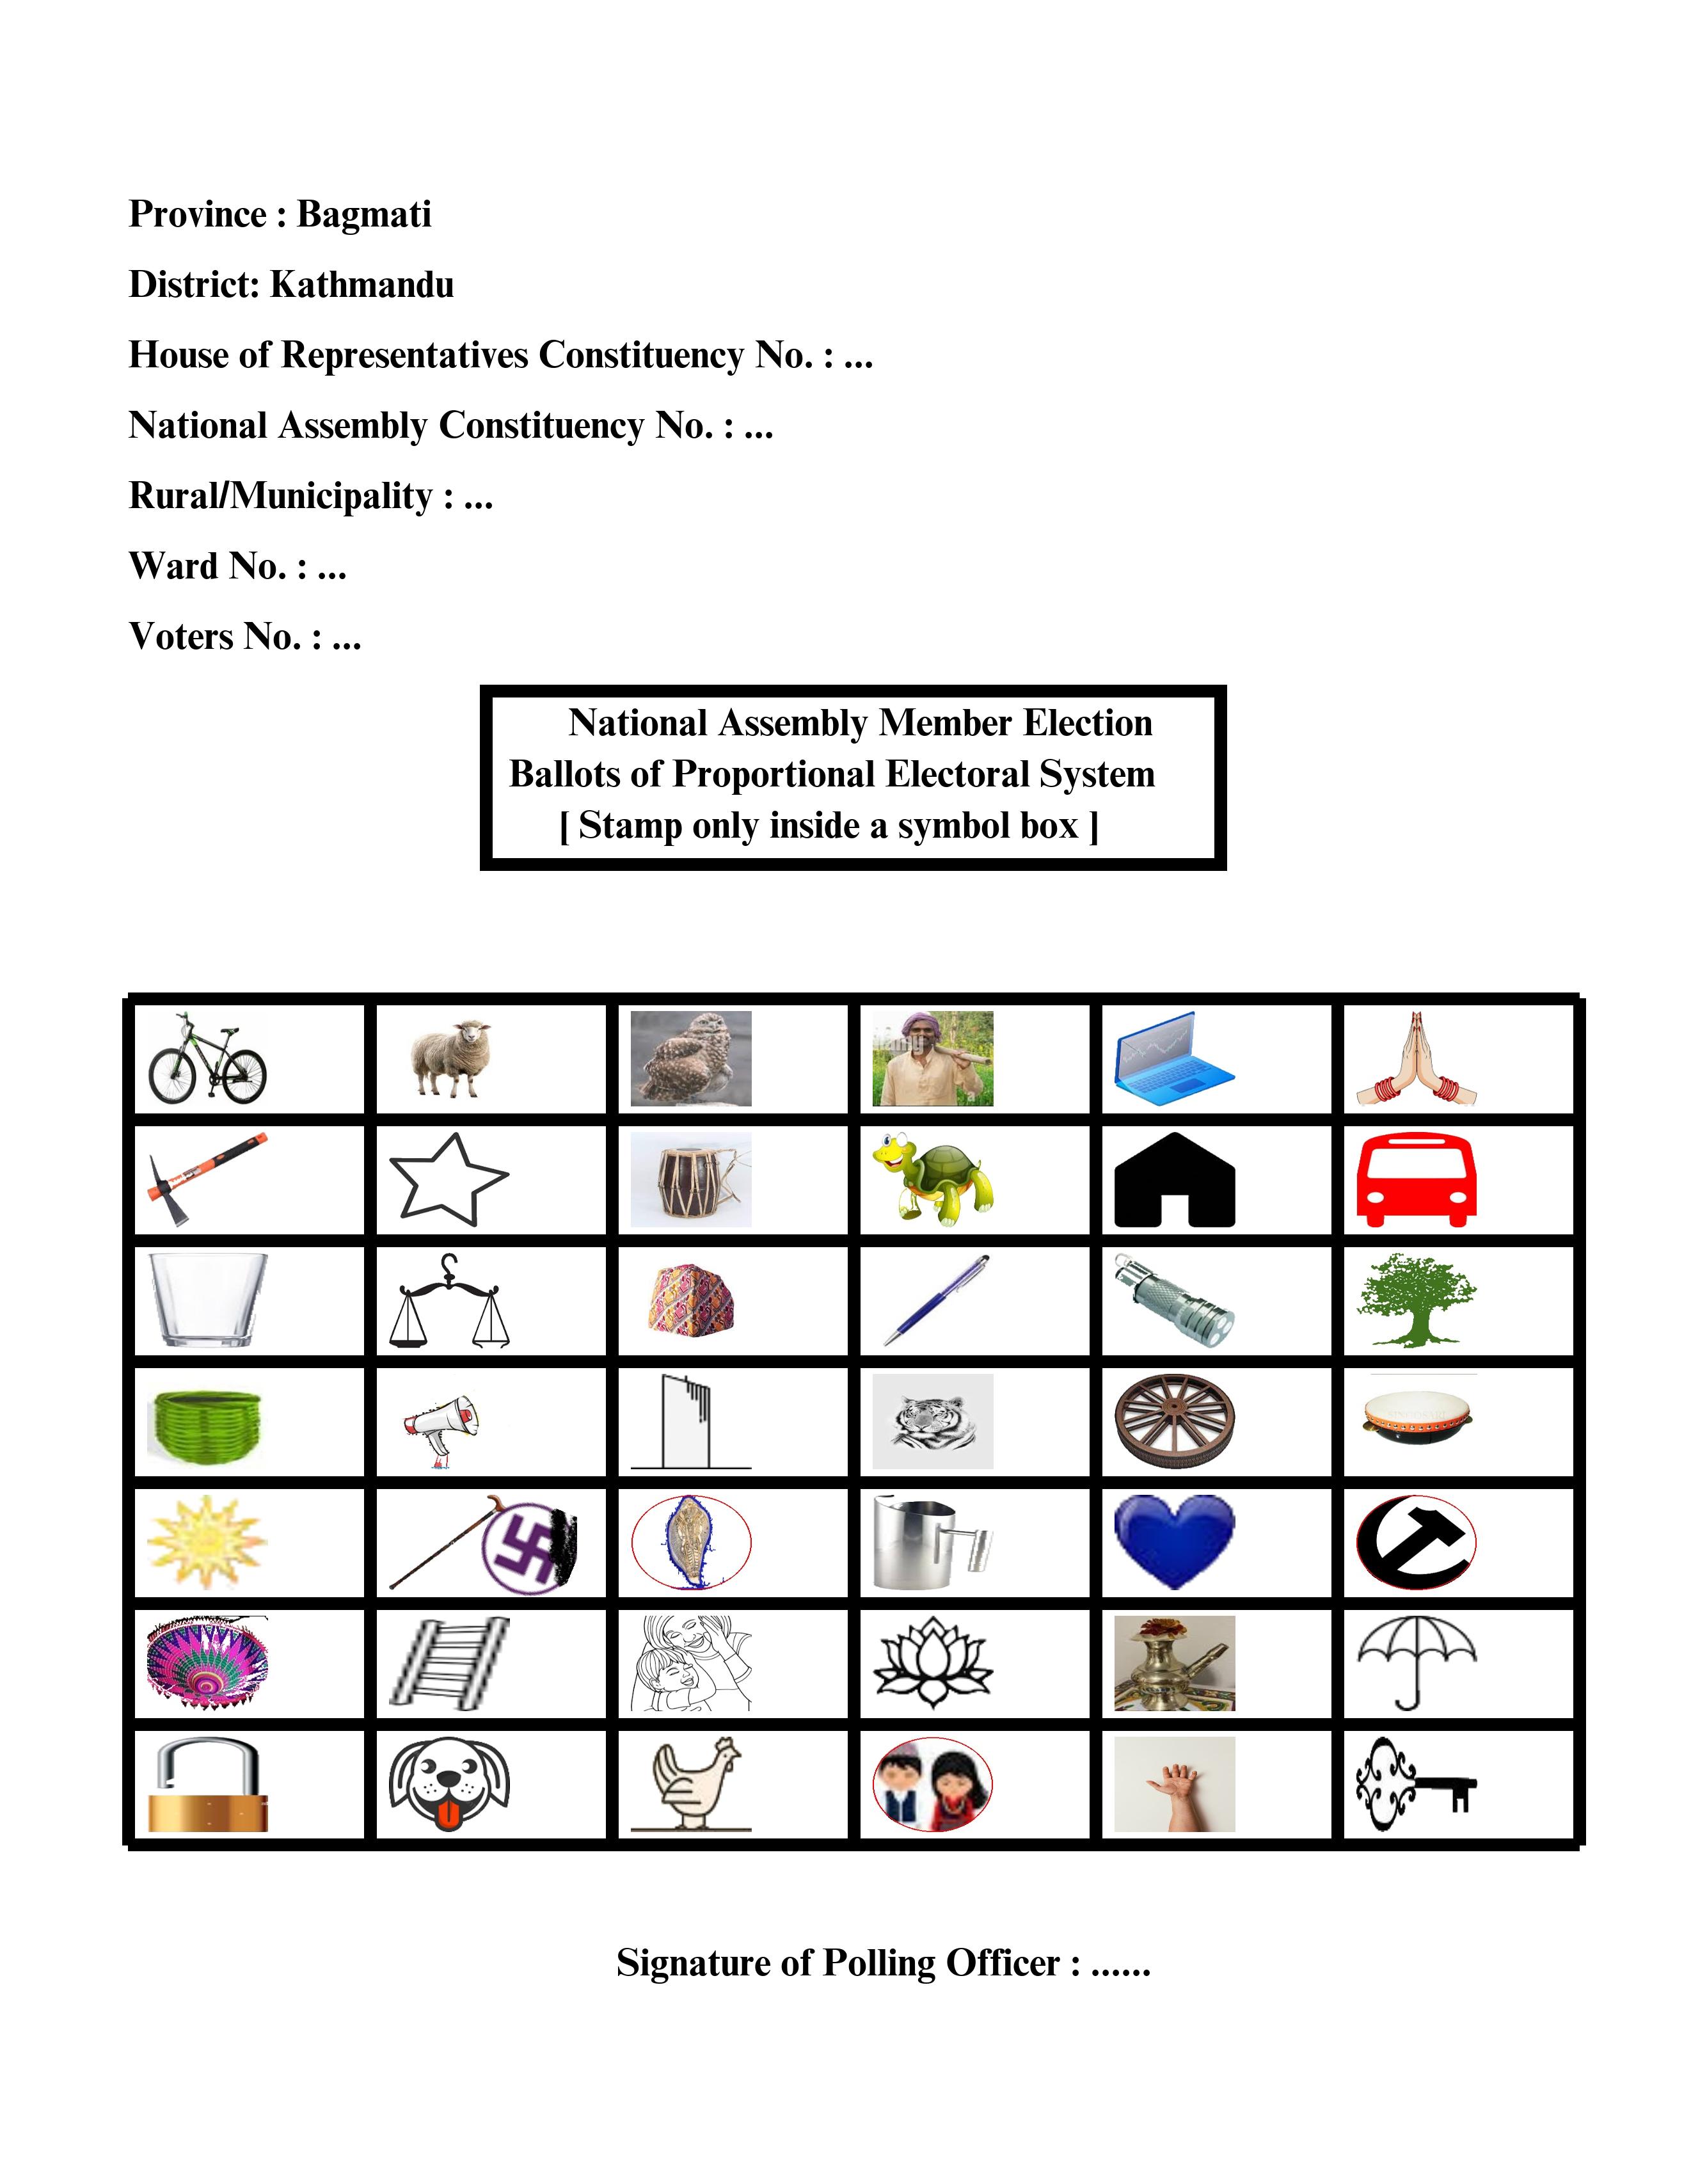 Province : Bagmati
District: Kathmandu
House of Representatives Constituency No. : ...
National Assembly Constituency No. : ...
Rural/Municipality : ...
Ward No. : ...
Voters No. : ...
National Assembly Member Election
Ballots of Proportional Electoral System
[ Stamp only inside a symbol box ]
Signature of Polling Officer : ......